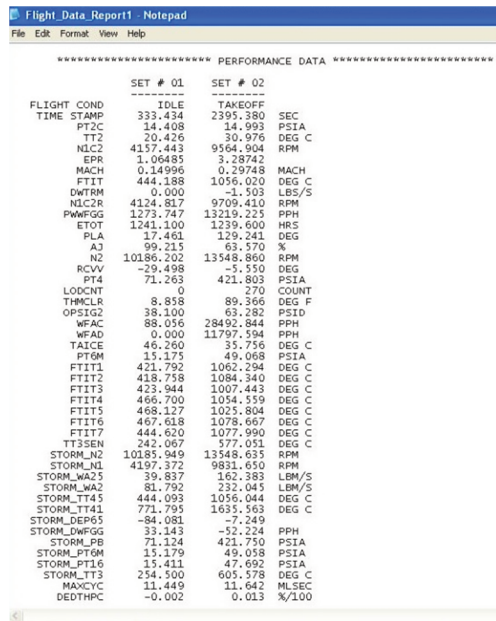 Flight_Data_Report1 - Notepad
File Edit Format View Help
*********************** PERFORMANCE DATA ************************
SET # 01 SET # 02
-------- --------
FLIGHT COND IDLE TAKEOFF
TIME STAMP 333.434 2395.380 SEC
PT2C 14.408 14.993 PSIA
TT2 20.426 30.976 DEG C
N1C2 4157.443 9564.904 RPM
EPR 1.06485 3.28742
MACH 0.14996 0.29748 MACH
FTIT 444.188 1056.020 DEG C
DWTRM 0.000 -1.503 LBS/S
N1C2R 4124.817 9709.410 RPM
PWWFGG 1273.747 13219.225 PPH
ETOT 1241.100 1239.600 HRS
PLA 17.461 129.241 DEG
AJ 99.215 63.570 %
N2 10186.202 13548.860 RPM
RCVV -29.498 -5.550 DEG
PT4 71.263 421.803 PSIA
LODCNT 0 270 COUNT
THMCLR 8.858 89.366 DEG F
OPSIG2 38.100 63.282 PSID
WFAC 88.056 28492.844 PPH
WFAD 0.000 11797.594 PPH
TAICE 46.260 35.756 DEG C
PT6M 15.175 49.068 PSIA
FTIT1 421.792 1062.294 DEG C
FTIT2 418.758 1084.340 DEG C
FTIT3 423.944 1007.443 DEG C
FTIT4 466.700 1054.559 DEG C
FTIT5 468.127 1025.804 DEG C
FTIT6 467.618 1078.667 DEG C
FTIT7 444.620 1077.990 DEG C
TT3SEN 242.067 577.051 DEG C
STORM_N2 10185.949 13548.635 RPM
STORM_N1 4197.372 9831.650 RPM
STORM_WA25 39.837 162.383 LBM/S
STORM_WA2 81.792 232.045 LBM/S
STORM_TT45 444.093 1056.044 DEG C
STORM_TT41 771.795 1635.563 DEG C
STORM_DEP65 -84.081 -7.249
STORM_DWFGG 33.143 -52.224 PPH
STORM_PB 71.124 421.750 PSIA
STORM_PT6M 15.179 49.058 PSIA
STORM_PT16 15.411 47.692 PSIA
STORM_TT3 254.500 605.578 DEG C
MAXCYC 11.449 11.642 MLSEC
DEDTHPC -0.002 0.013 %/100